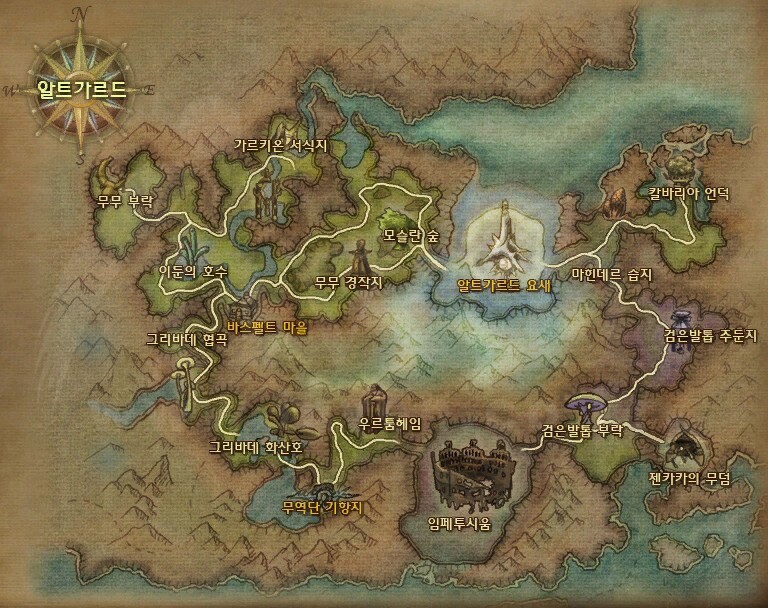 N
알트가르드
W
E
S
가르키온 서식지
무무 부락
칼바리아 언덕
모슬란 숲
이둔의 호수
무무 경작지
알트가르드 요새
마힌데르 습지
바스펠트 마을
그리바데 협곡
검은발톱 주둔지
우르툼헤임
검은발톱 부락
그리바데 화산호
젠카카의 무덤
무역단 기항지
임페투시움